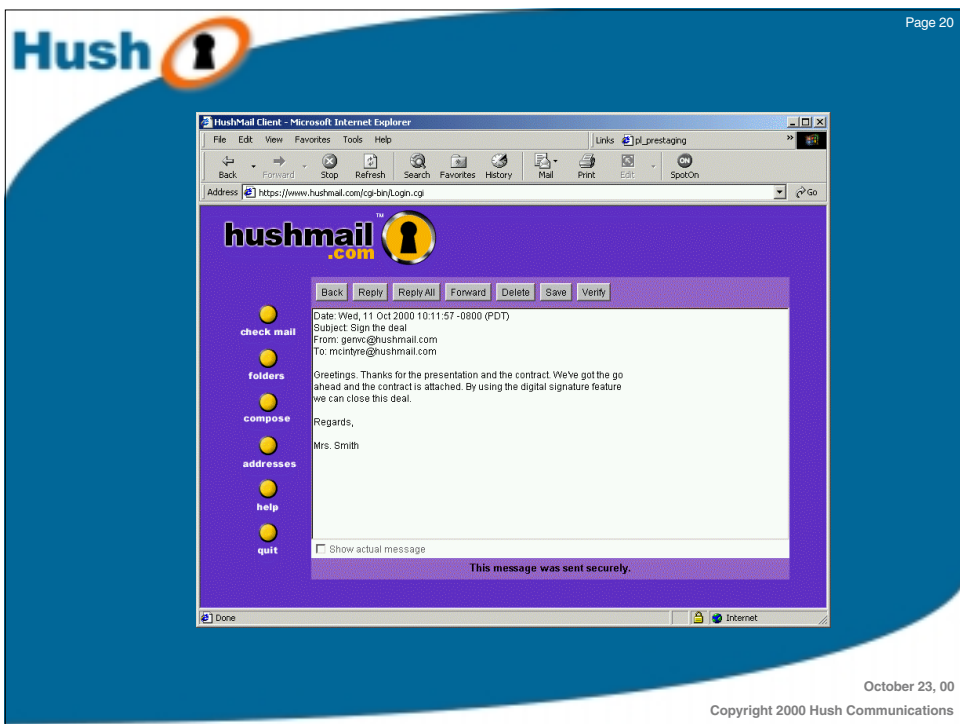 Page 20
Hush
HushMail Client - Microsoft Internet Explorer
File Edit View Favorites Tools Help Links pl_prestaging »
Back Forward Stop Refresh Search Favorites History Mail Print Edit SpotOn
ON
Address https://www.hushmail.com/cgi-bin/Login.cgi Go
hushmail™
.com
Back Reply Reply All Forward Delete Save Verify
Date: Wed, 11 Oct 2000 10:11:57 -0800 (PDT)
Subject: Sign the deal
From: genvc@hushmail.com
To: mcintyre@hushmail.com
Greetings. Thanks for the presentation and the contract. We've got the go
ahead and the contract is attached. By using the digital signature feature
we can close this deal.
Regards,
Mrs. Smith
check mail
folders
compose
addresses
help
quit
Show actual message
This message was sent securely.
Done Internet
October 23, 00
Copyright 2000 Hush Communications